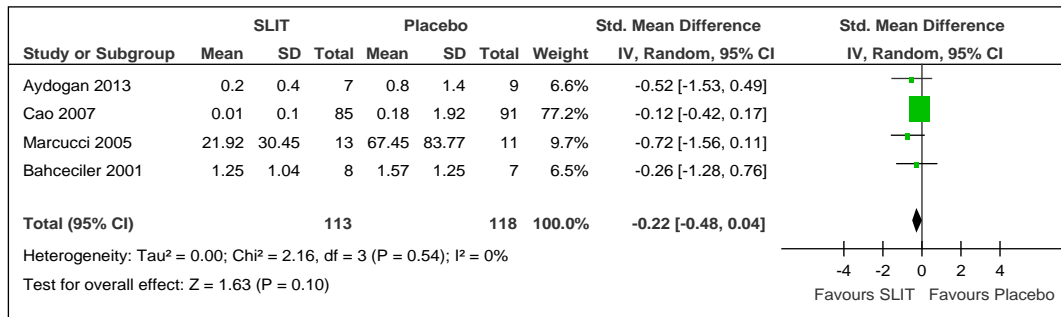 SLIT Placebo Std. Mean Difference Std. Mean Difference
Study or Subgroup Mean SD Total Mean SD Total Weight IV, Random, 95% CI IV, Random, 95% CI
Aydogan 2013 0.2 0.4 7 0.8 1.4 9 6.6% -0.52 [-1.53, 0.49]
Cao 2007 0.01 0.1 85 0.18 1.92 91 77.2% -0.12 [-0.42, 0.17]
Marcucci 2005 21.92 30.45 13 67.45 83.77 11 9.7% -0.72 [-1.56, 0.11]
Bahceciler 2001 1.25 1.04 8 1.57 1.25 7 6.5% -0.26 [-1.28, 0.76]
Total (95% CI) 113 118 100.0% -0.22 [-0.48, 0.04]
Heterogeneity: Tau² = 0.00; Chi² = 2.16, df = 3 (P = 0.54); I² = 0%
Test for overall effect: Z = 1.63 (P = 0.10)
-4 -2 0 2 4
Favours SLIT Favours Placebo